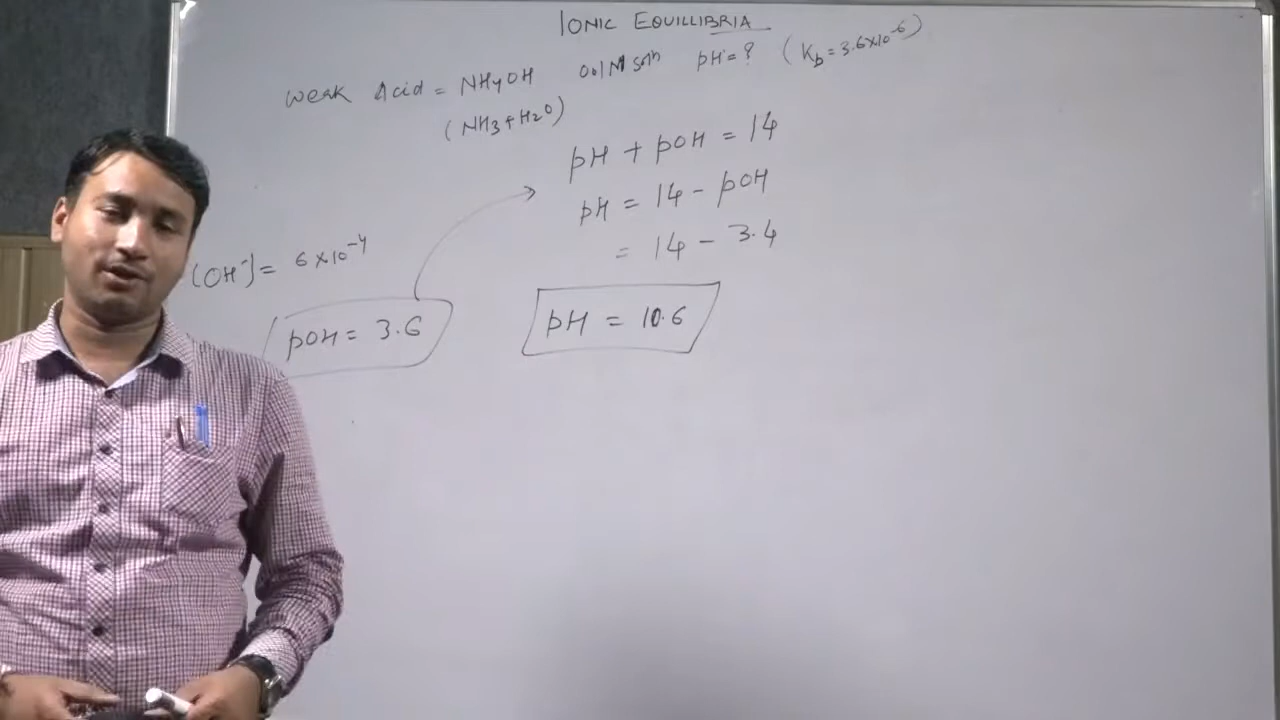 IONIC EQUILLIBRIA
Weak Acid = NH4OH 0.1N soln pH = ? (Kb = 3.6×10⁻⁶)
(NH3 + H2O)
pH + pOH = 14
pH = 14 - pOH
= 14 - 3.4
[OH⁻] = 6×10⁻⁴
pOH = 3.6
pH = 10.6